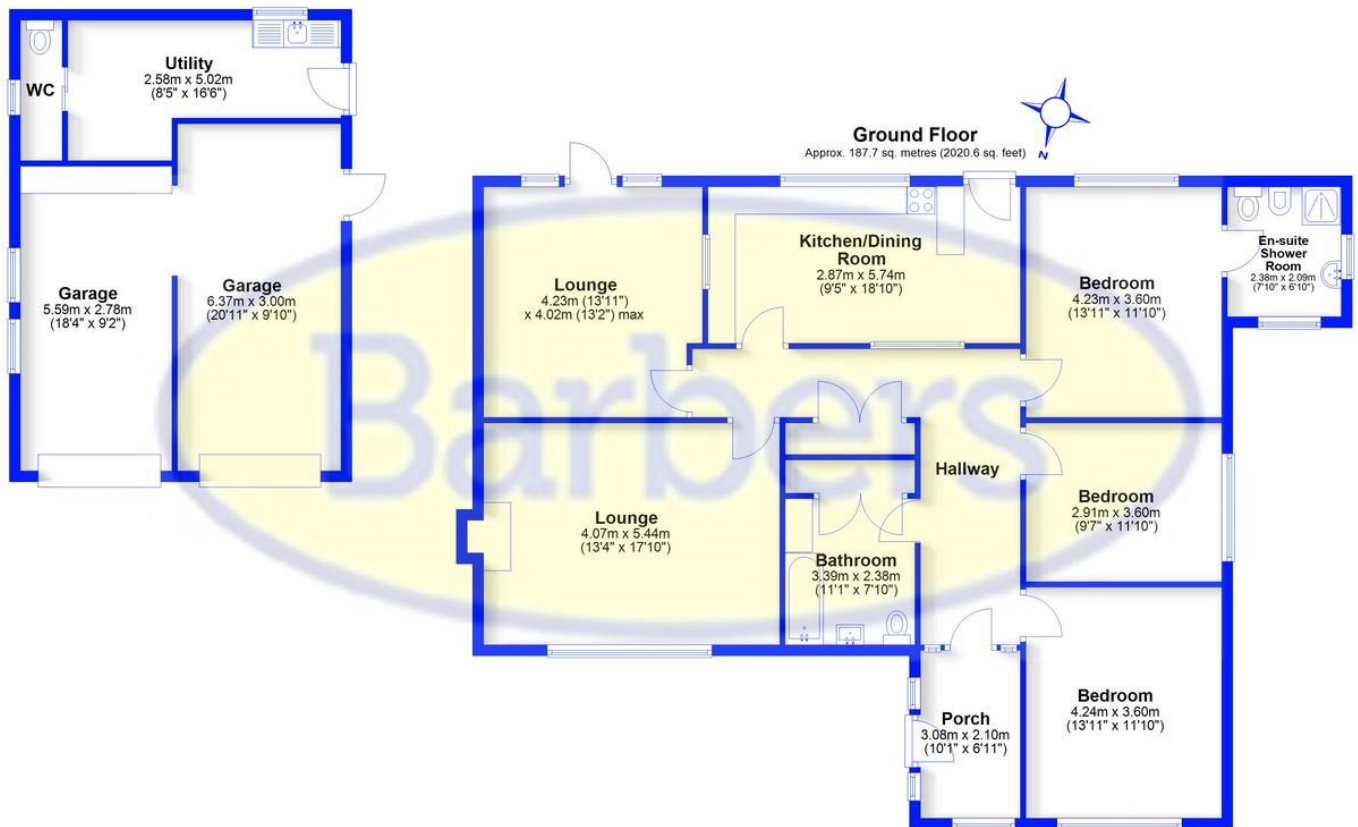 Utility
2.58m x 5.02m
(8'5" x 16'6")
WC
Garage
5.59m x 2.78m
(18'4" x 9'2")
Garage
6.37m x 3.00m
(20'11" x 9'10")
Ground Floor
Approx. 187.7 sq. metres (2020.6 sq. feet)
N
Lounge
4.23m (13'11")
x 4.02m (13'2") max
Kitchen/Dining
Room
2.87m x 5.74m
(9'5" x 18'10")
Bedroom
4.23m x 3.60m
(13'11" x 11'10")
En-suite
Shower
Room
2.38m x 2.09m
(7'10" x 6'10")
Barbers
Hallway
Lounge
4.07m x 5.44m
(13'4" x 17'10")
Bathroom
3.39m x 2.38m
(11'1" x 7'10")
Bedroom
2.91m x 3.60m
(9'7" x 11'10")
Porch
3.08m x 2.10m
(10'1" x 6'11")
Bedroom
4.24m x 3.60m
(13'11" x 11'10")